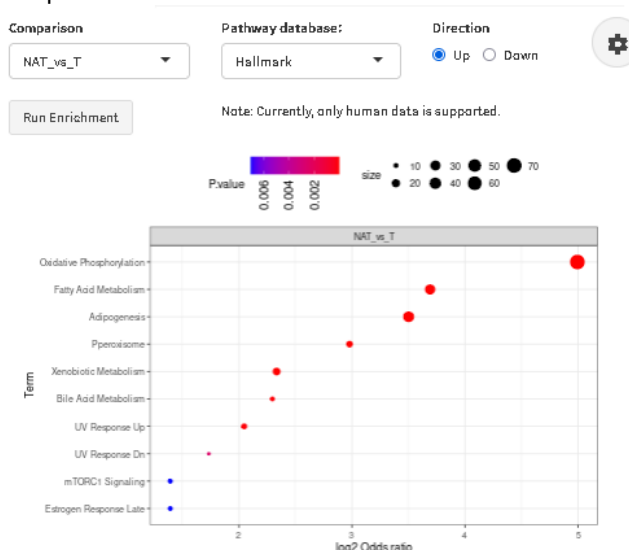 Comparison
Pathway database:
Direction
NAT_vs_T
Hallmark
Up
Down
Run Enrichment
Note: Currently, only human data is supported.
P.value
0.006
0.004
0.002
size
10
30
50
70
20
40
60
NAT_vs_T
Term
Oxidative Phosphorylation
Fatty Acid Metabolism
Adipogenesis
Pperoxisome
Xenobiotic Metabolism
Bile Acid Metabolism
UV Response Up
UV Response Dn
mTORC1 Signaling
Estrogen Response Late
2
3
4
5
log2 Odds ratio